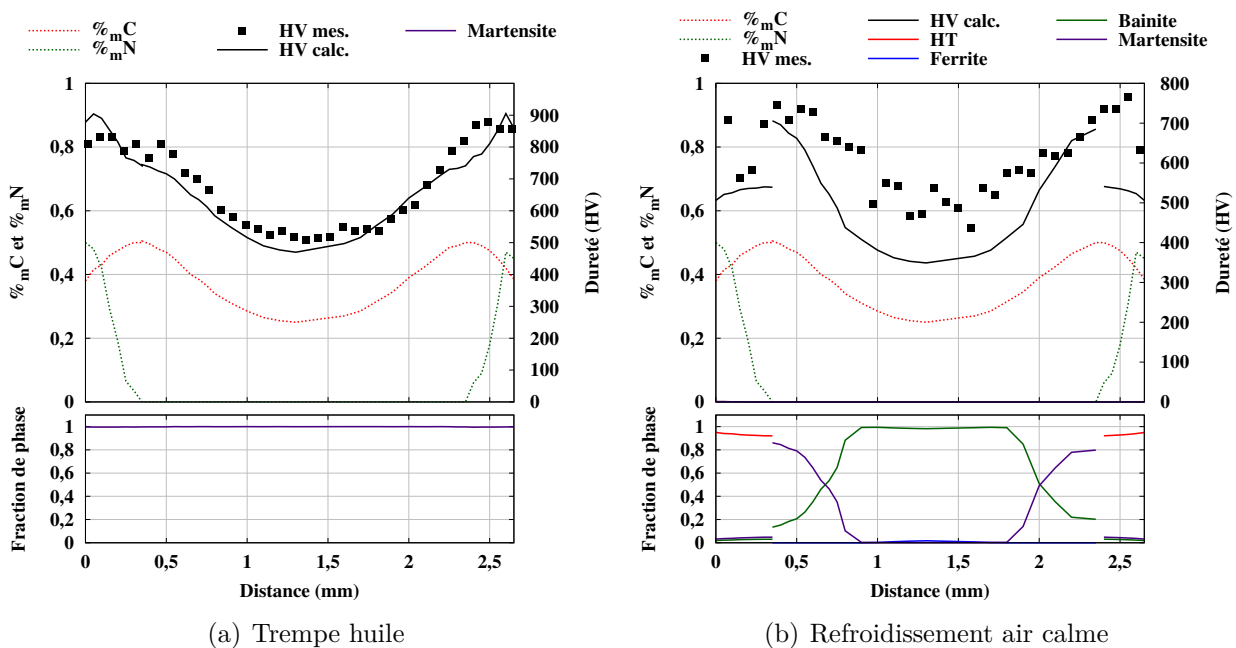 %mC
%mN
HV mes.
HV calc.
Martensite
1
0,8
0,6
0,4
0,2
0
%mC et %mN
900
800
700
600
500
400
300
200
100
0
Dureté (HV)
1
0,8
0,6
0,4
0,2
0
Fraction de phase
0 0,5 1 1,5 2 2,5
Distance (mm)
(a) Trempe huile
%mC
%mN
HV mes.
HV calc.
HT
Ferrite
Bainite
Martensite
1
0,8
0,6
0,4
0,2
0
%mC et %mN
800
700
600
500
400
300
200
100
0
Dureté (HV)
1
0,8
0,6
0,4
0,2
0
Fraction de phase
0 0,5 1 1,5 2 2,5
Distance (mm)
(b) Refroidissement air calme